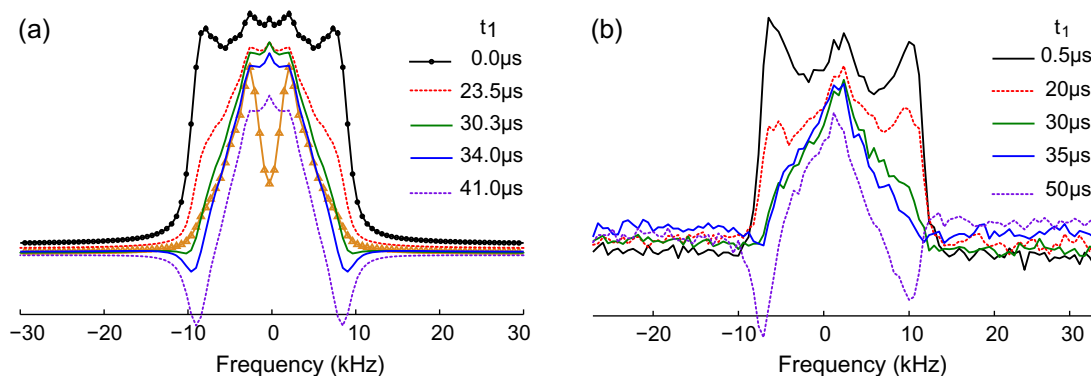 (a)
t1
0.0µs
23.5µs
30.3µs
34.0µs
41.0µs
−30 −20 −10 0 10 20 30
Frequency (kHz)
(b)
t1
0.5µs
20µs
30µs
35µs
50µs
−20 −10 0 10 20 30
Frequency (kHz)